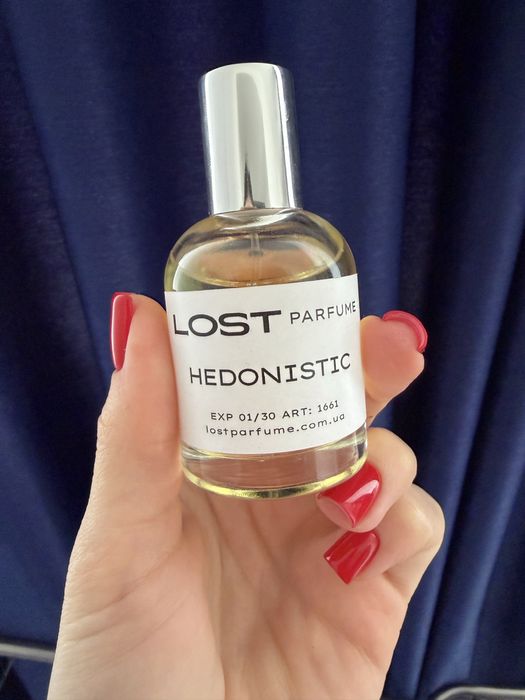 LOST PARFUME
HEDONISTIC
EXP 01/30 ART: 1661
lostparfume.com.ua